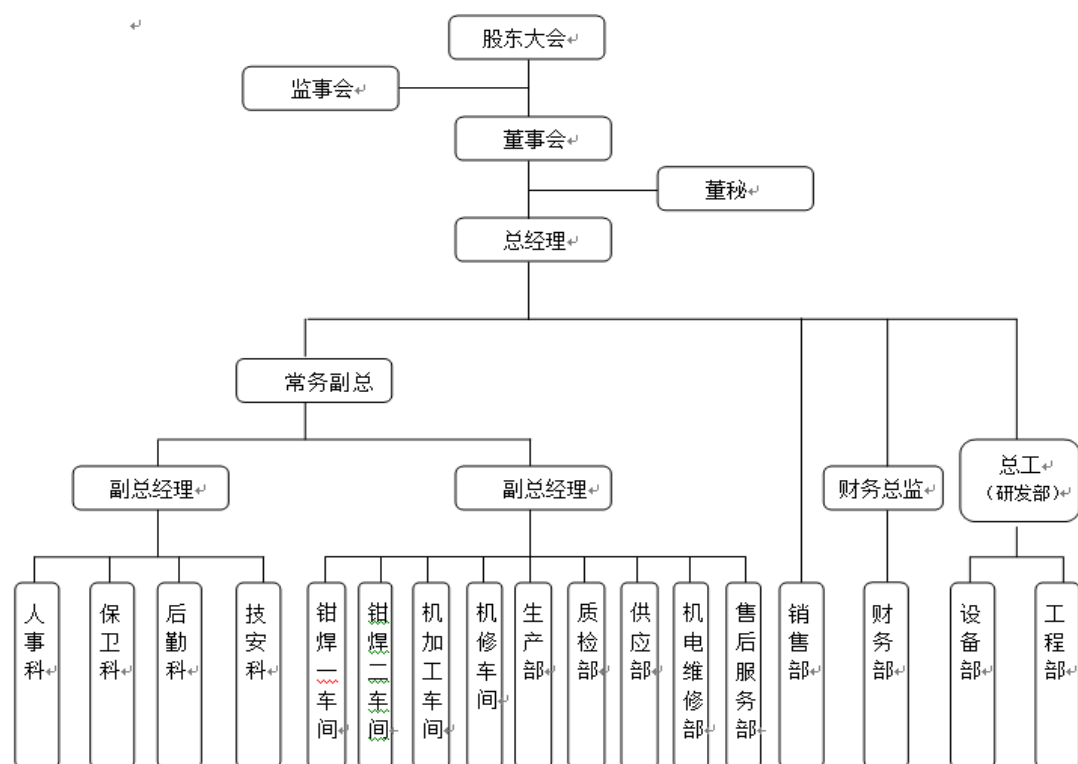 股东大会
监事会
董事会
董秘
总经理
常务副总
副总经理
副总经理
财务总监
总工
（研发部）
人事科
保卫科
后勤科
技安科
钳焊一车间
钳焊二车间
机加工车间
机修车间
生产部
质检部
供应部
机电维修部
售后服务部
销售部
财务部
设备部
工程部